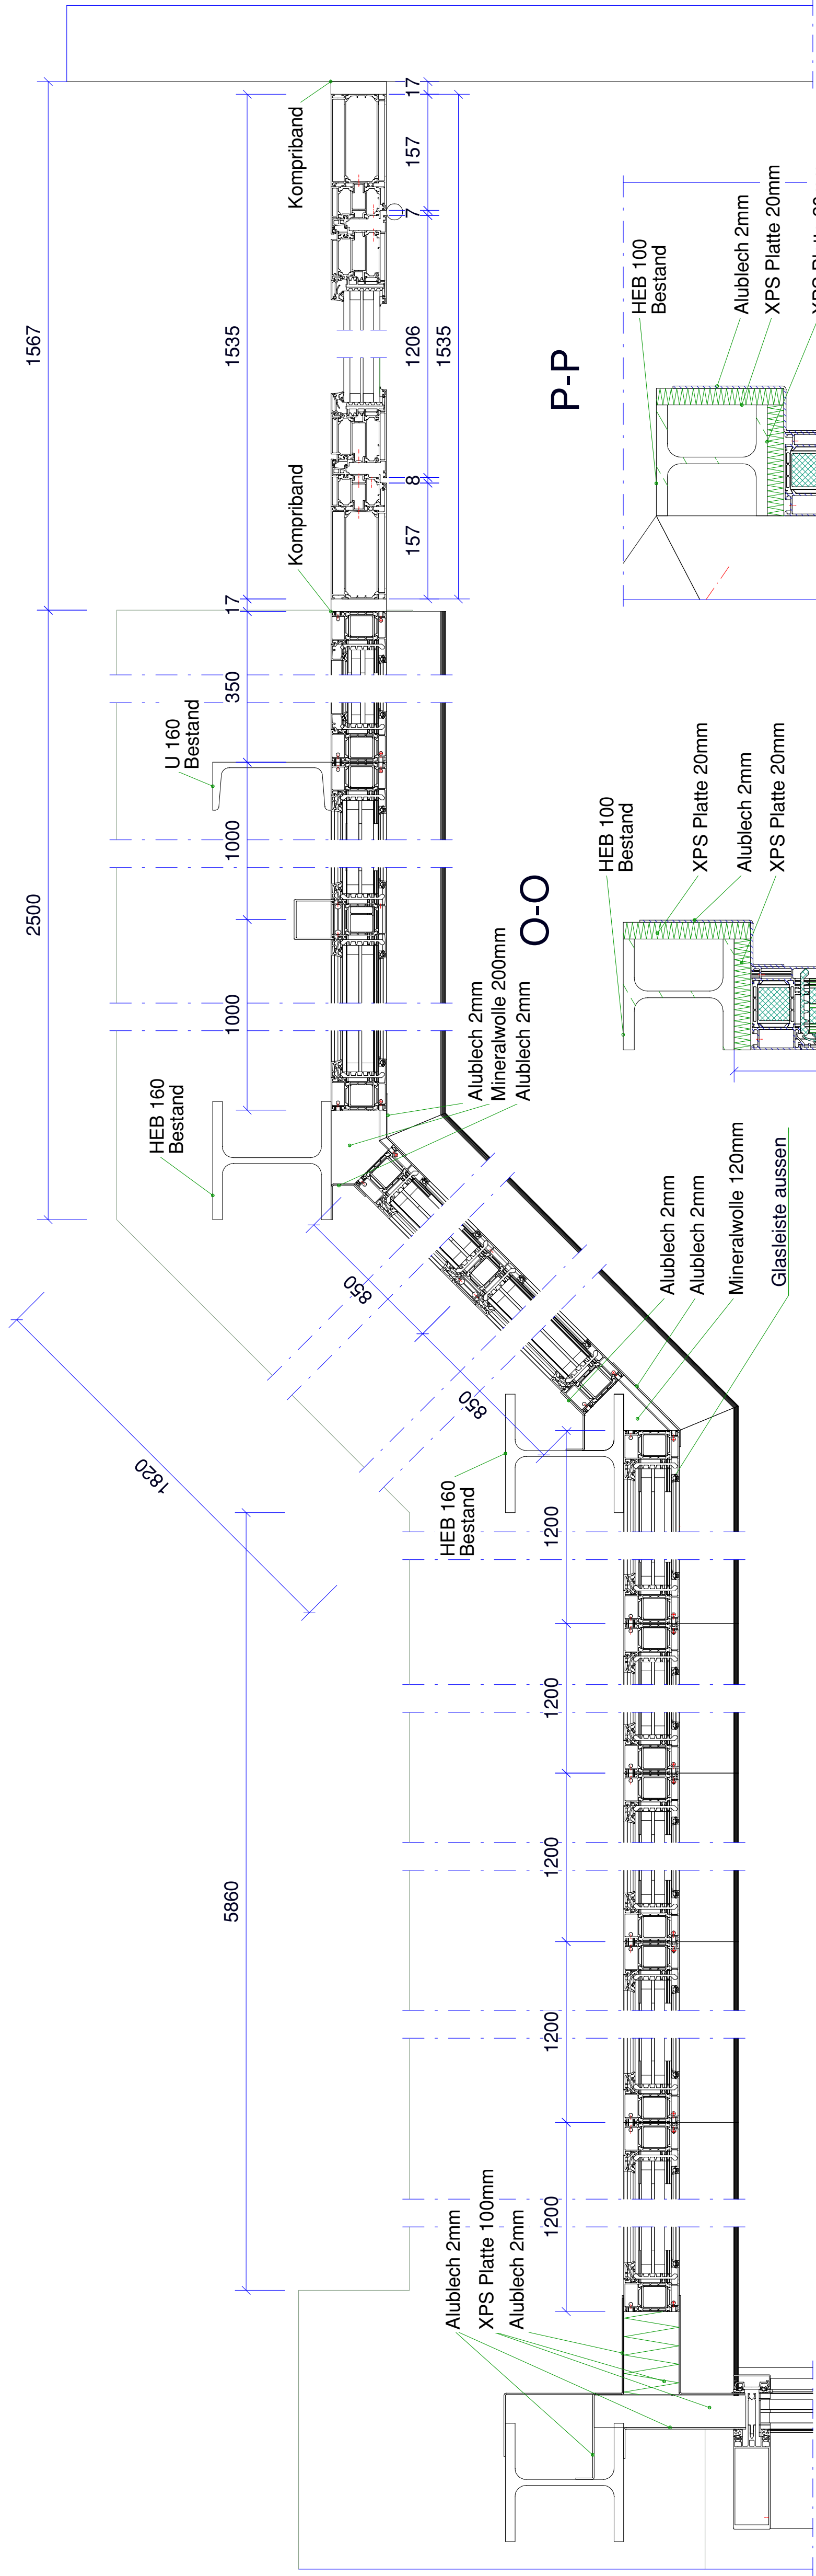 1567
2500
1535
17
350
1000
1000
Kompriband
Kompriband
17
157
7
1206
8
157
1535
U 160
Bestand
HEB 160
Bestand
P-P
HEB 100
Bestand
Alublech 2mm
XPS Platte 20mm
O-O
HEB 100
Bestand
XPS Platte 20mm
Alublech 2mm
XPS Platte 20mm
Alublech 2mm
Mineralwolle 200mm
Alublech 2mm
850
850
1820
HEB 160
Bestand
Alublech 2mm
Alublech 2mm
Mineralwolle 120mm
Glasleiste aussen
5860
1200
1200
1200
1200
1200
Alublech 2mm
XPS Platte 100mm
Alublech 2mm